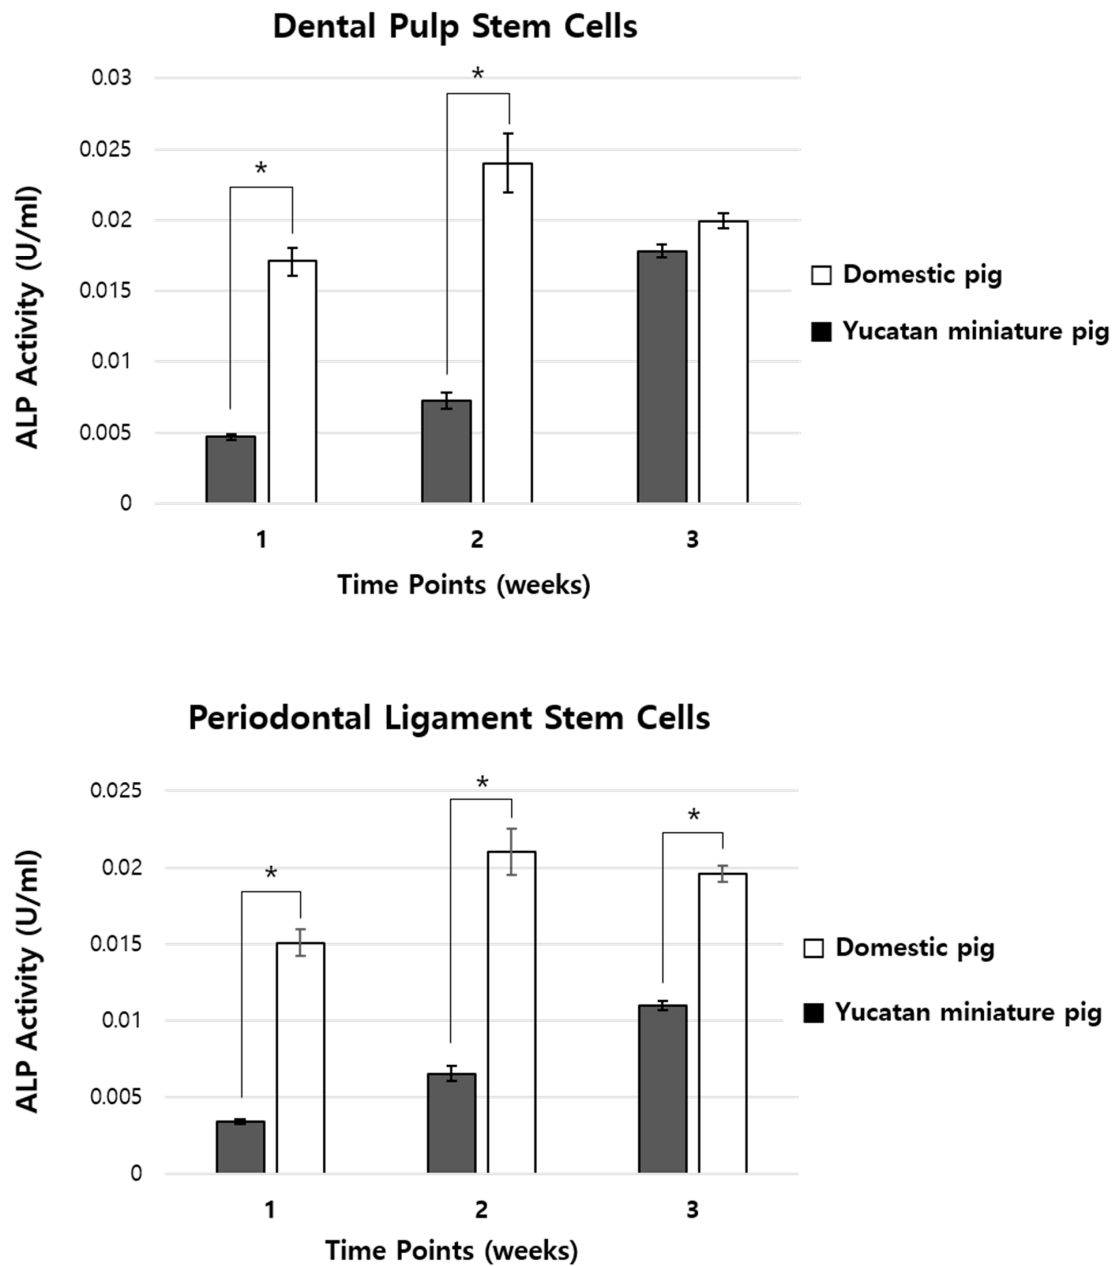 Dental Pulp Stem Cells
0.03
0.025
0.02
0.015
0.01
0.005
0
ALP Activity (U/ml)
*
*
1
2
3
Time Points (weeks)
Domestic pig
Yucatan miniature pig
Periodontal Ligament Stem Cells
0.025
0.02
0.015
0.01
0.005
0
ALP Activity (U/ml)
*
*
*
1
2
3
Time Points (weeks)
Domestic pig
Yucatan miniature pig